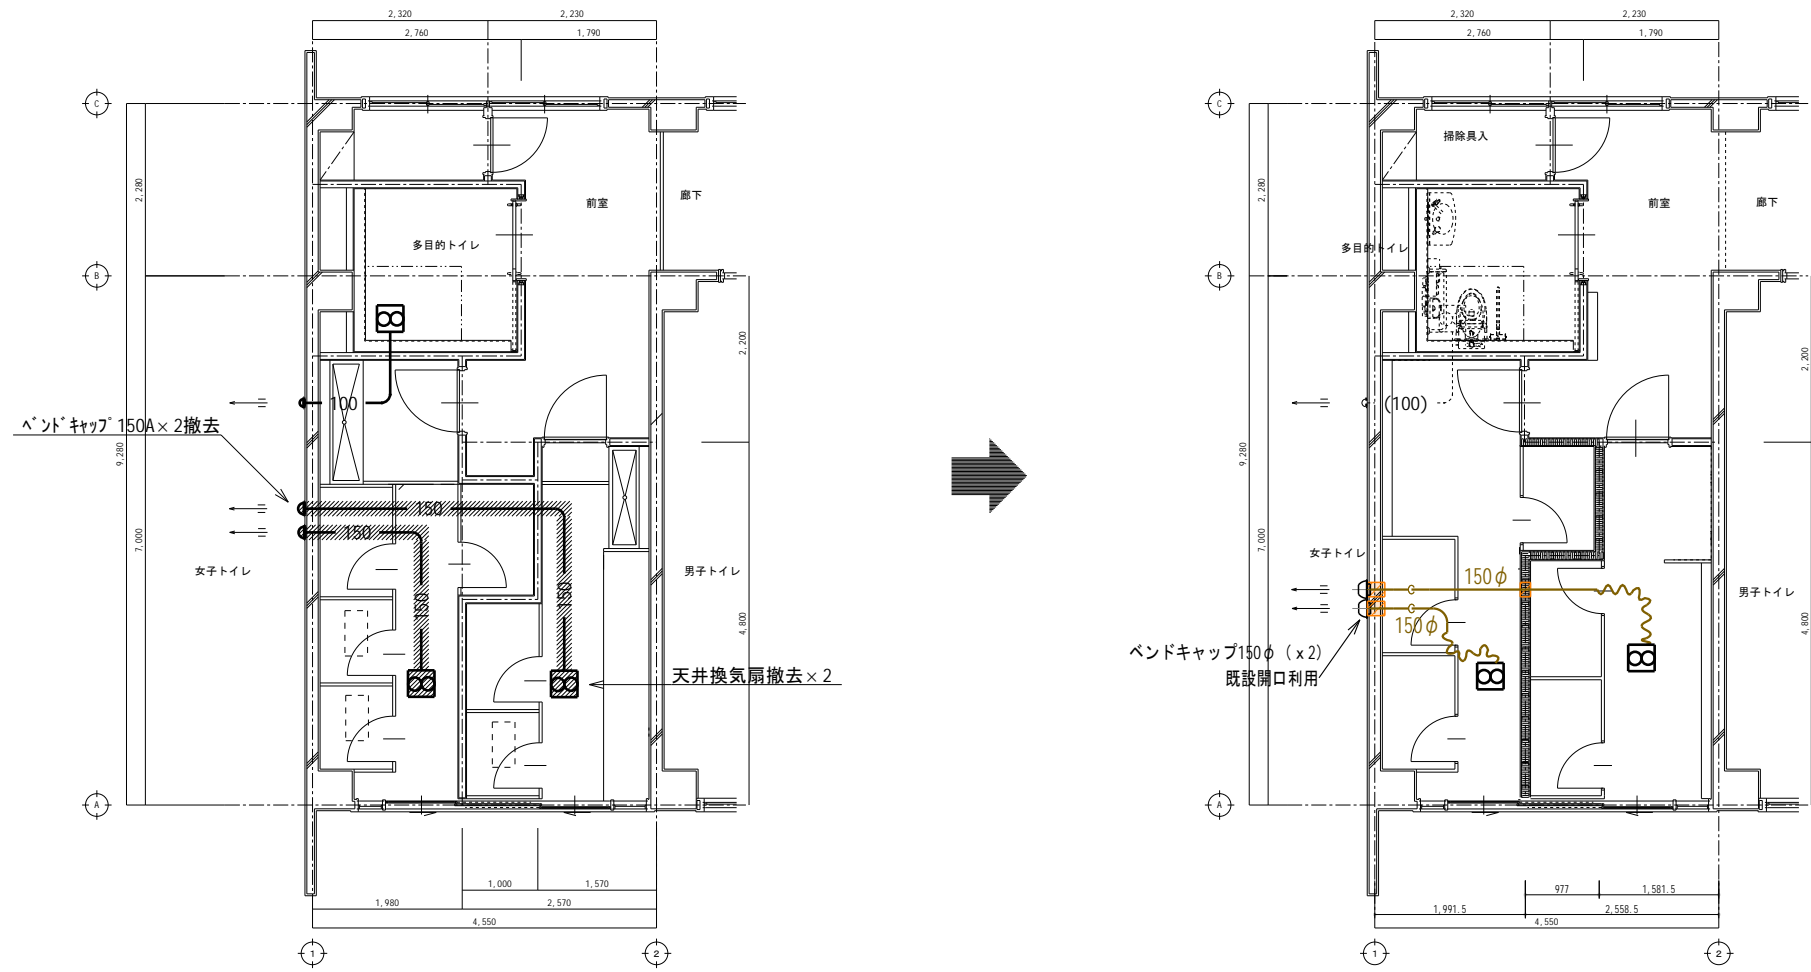 2,320
2,230
2,760
1,790
C
2,280
前室
廊下
多目的トイレ
B
2,200
100
ベンドキャップ150A×2撤去
9,280
150
150
7,000
女子トイレ
男子トイレ
150
150
4,800
天井換気扇撤去×2
A
1,000
1,570
1,980
2,570
4,550
1
2
2,320
2,230
2,760
1,790
C
掃除具入
2,280
前室
廊下
多目的トイレ
B
2,200
(100)
9,280
7,000
女子トイレ
150φ
男子トイレ
150φ
4,800
ベンドキャップ150φ (x2)
既設開口利用
A
977
1,581.5
1,991.5
2,558.5
4,550
1
2